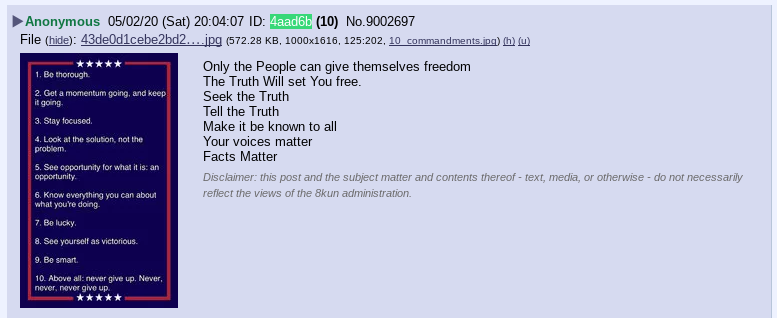 Anonymous 05/02/20 (Sat) 20:04:07 ID: 4aad6b (10) No.9002697
File (hide): 43de0d1cebe2bd2….jpg (572.28 KB, 1000x1616, 125:202, 10_commandments.jpg) (h) (u)
★★★★★
1. Be thorough.
2. Get a momentum going, and keep
it going.
3. Stay focused.
4. Look at the solution, not the
problem.
5. See opportunity for what it is: an
opportunity.
6. Know everything you can about
what you're doing.
7. Be lucky.
8. See yourself as victorious.
9. Be smart.
10. Above all: never give up. Never,
never, never give up.
★★★★★
Only the People can give themselves freedom
The Truth Will set You free.
Seek the Truth
Tell the Truth
Make it be known to all
Your voices matter
Facts Matter
Disclaimer: this post and the subject matter and contents thereof - text, media, or otherwise - do not necessarily
reflect the views of the 8kun administration.